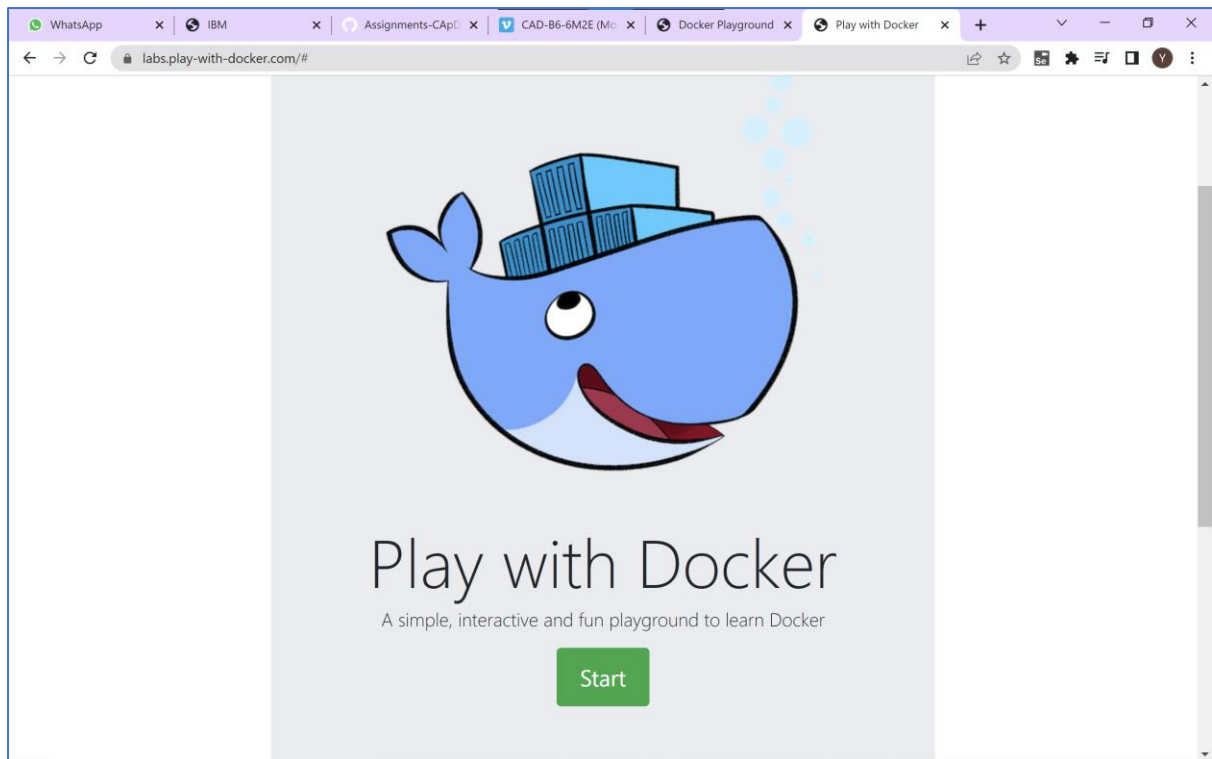 WhatsApp
IBM
Assignments-CApD
CAD-B6-6M2E (Mo
Docker Playground
Play with Docker
labs.play-with-docker.com/#
Se
Y
Play with Docker
A simple, interactive and fun playground to learn Docker
Start